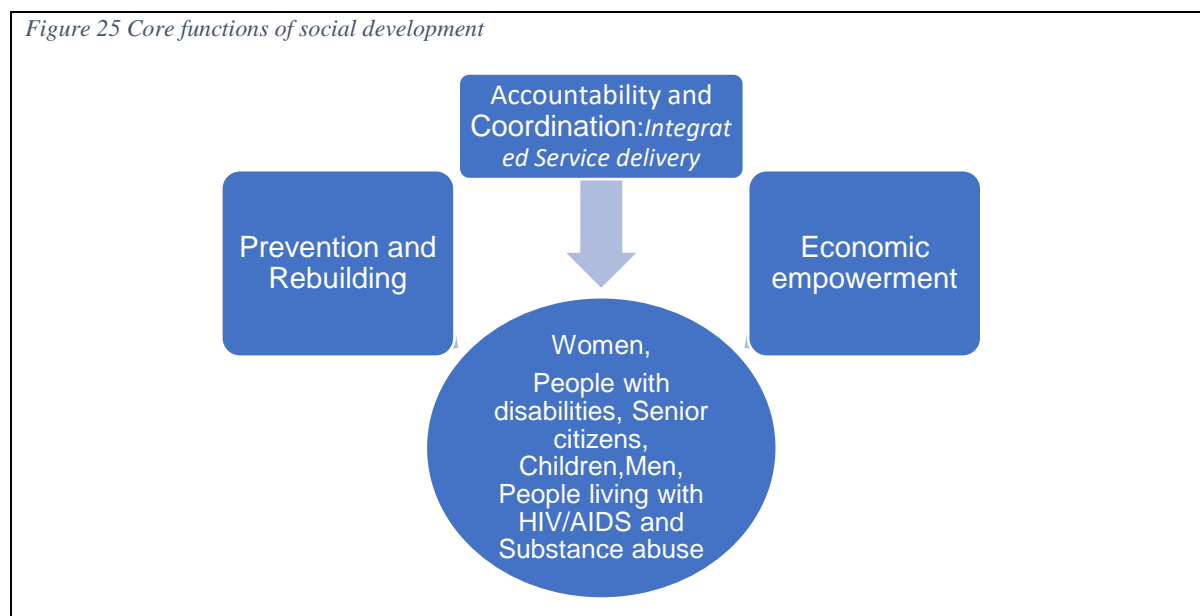 Figure 25 Core functions of social development
Accountability and
Coordination:Integrat
ed Service delivery
Prevention and
Rebuilding
Economic
empowerment
Women,
People with
disabilities, Senior
citizens,
Children,Men,
People living with
HIV/AIDS and
Substance abuse